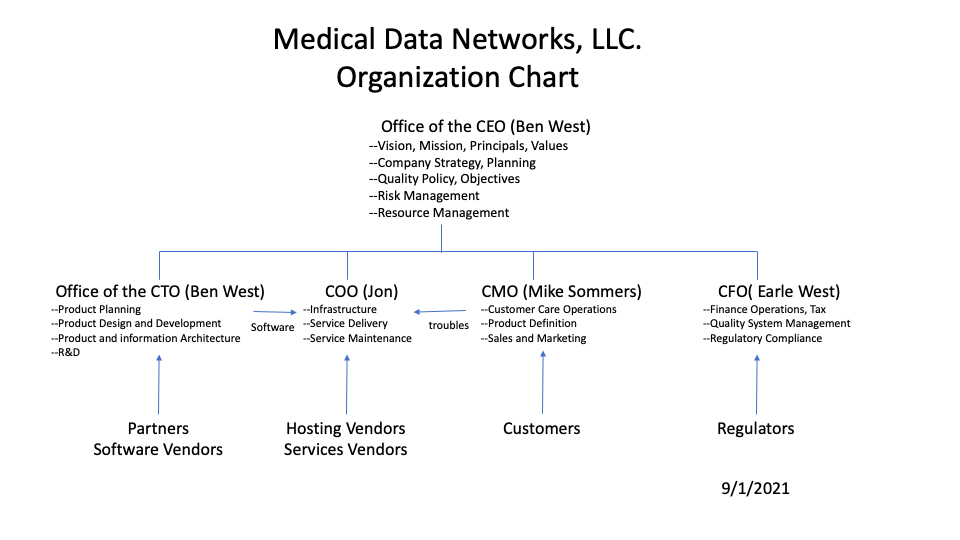 Medical Data Networks, LLC.
Organization Chart
Office of the CEO (Ben West)
--Vision, Mission, Principals, Values
--Company Strategy, Planning
--Quality Policy, Objectives
--Risk Management
--Resource Management
Office of the CTO (Ben West)
--Product Planning
--Product Design and Development
--Product and information Architecture
--R&D
Software
COO (Jon)
--Infrastructure
--Service Delivery
--Service Maintenance
troubles
CMO (Mike Sommers)
--Customer Care Operations
--Product Definition
--Sales and Marketing
CFO( Earle West)
--Finance Operations, Tax
--Quality System Management
--Regulatory Compliance
Partners
Software Vendors
Hosting Vendors
Services Vendors
Customers
Regulators
9/1/2021